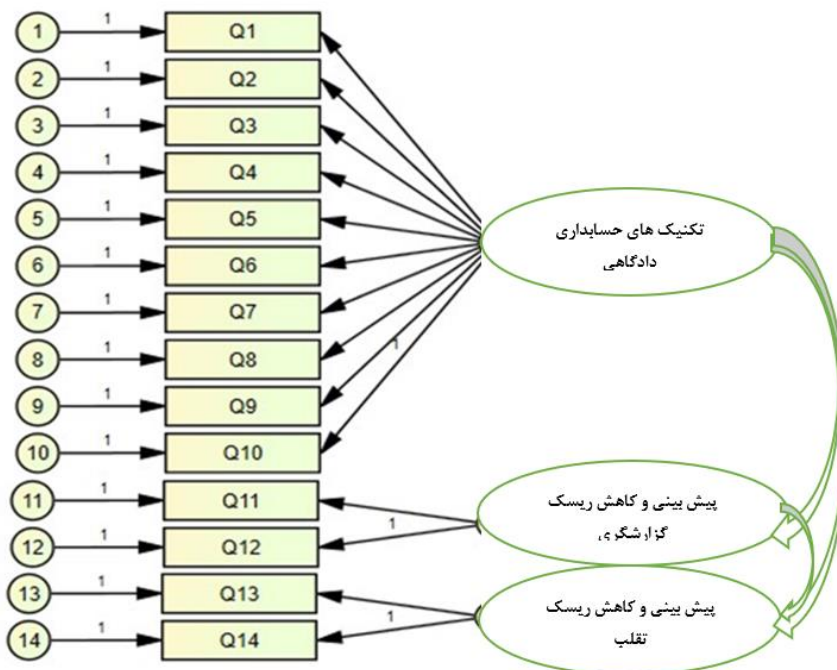 1 1 Q1
2 1 Q2
3 1 Q3
4 1 Q4
5 1 Q5
6 1 Q6
7 1 Q7
8 1 Q8
1
9 1 Q9
10 1 Q10
11 1 Q11
12 1 Q12
1
13 1 Q13
14 1 Q14
1
تکنیک های حسابداری
دادگاهی
پیش بینی و کاهش ریسک
گزارشگری
پیش بینی و کاهش ریسک
تقلب